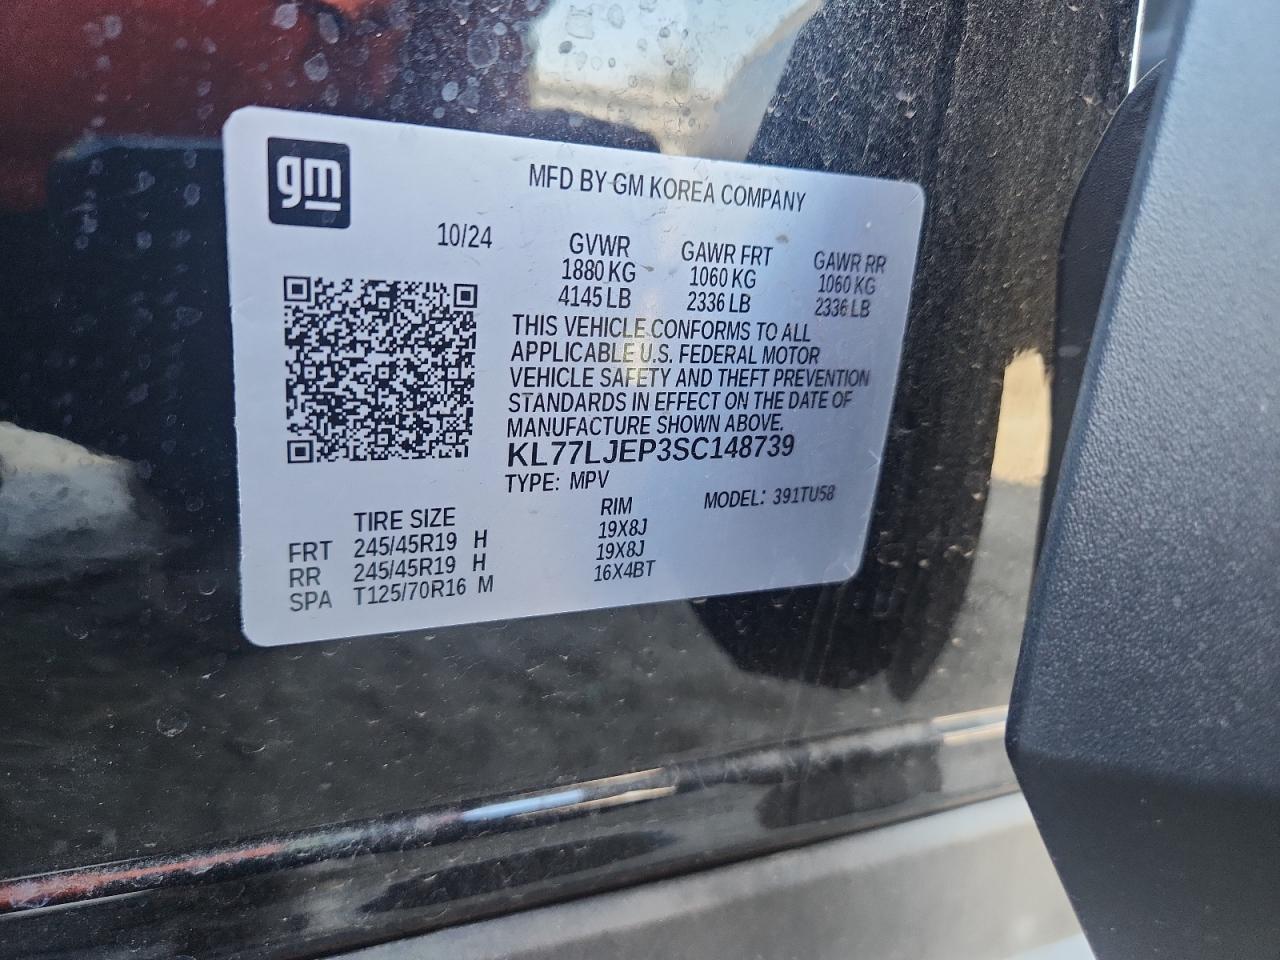 gm
MFD BY GM KOREA COMPANY
10/24
GVWR GAWR FRT GAWR RR
1880 KG 1060 KG 1060 KG
4145 LB 2336 LB 2336 LB
THIS VEHICLE CONFORMS TO ALL
APPLICABLE U.S. FEDERAL MOTOR
VEHICLE SAFETY AND THEFT PREVENTION
STANDARDS IN EFFECT ON THE DATE OF
MANUFACTURE SHOWN ABOVE.
KL77LJEP3SC148739
TYPE: MPV MODEL: 391TU58
TIRE SIZE RIM
FRT 245/45R19 H 19X8J
RR 245/45R19 H 19X8J
SPA T125/70R16 M 16X4BT